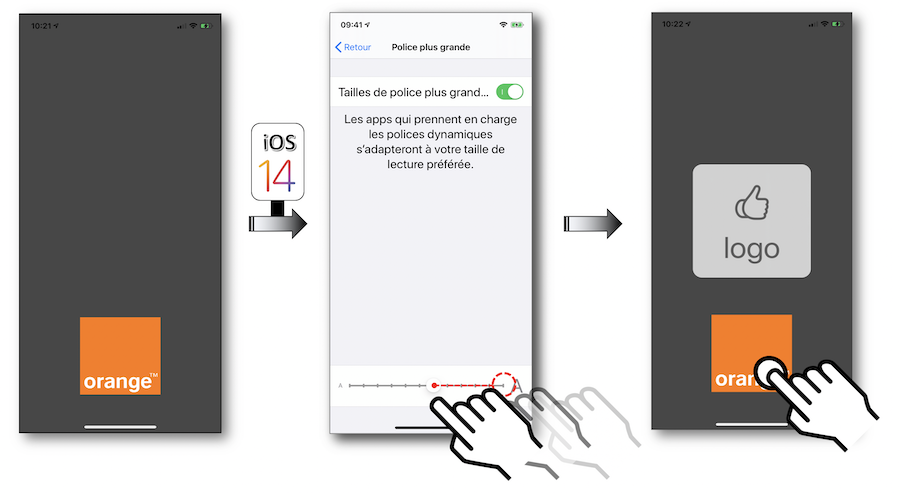 10:21
orange™
iOS
14
09:41
Retour
Police plus grande
Tailles de police plus grand...
Les apps qui prennent en charge
les polices dynamiques
s'adapteront à votre taille de
lecture préférée.
A
A
10:22
logo